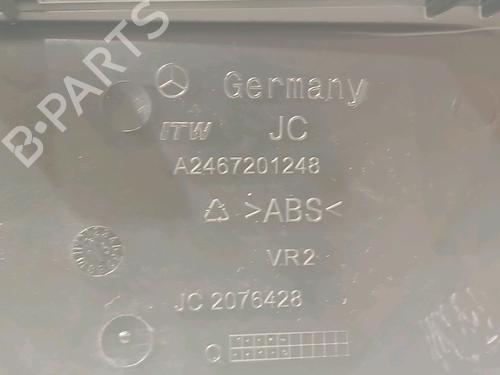 B-PARTS
Germany
ITW JC
A2467201248
>ABS<
VR2
JC 2076428